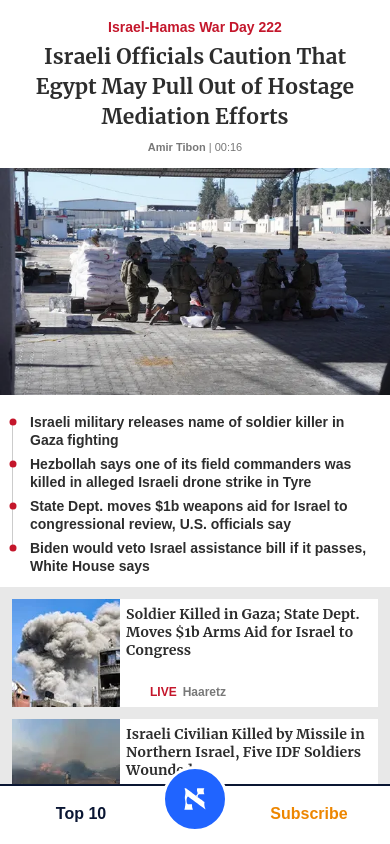 Israel-Hamas War Day 222
Israeli Officials Caution That
Egypt May Pull Out of Hostage
Mediation Efforts
Amir Tibon | 00:16
Israeli military releases name of soldier killer in
Gaza fighting
Hezbollah says one of its field commanders was
killed in alleged Israeli drone strike in Tyre
State Dept. moves $1b weapons aid for Israel to
congressional review, U.S. officials say
Biden would veto Israel assistance bill if it passes,
White House says
Soldier Killed in Gaza; State Dept.
Moves $1b Arms Aid for Israel to
Congress
LIVE Haaretz
Israeli Civilian Killed by Missile in
Northern Israel, Five IDF Soldiers
Wounded
Top 10
Subscribe